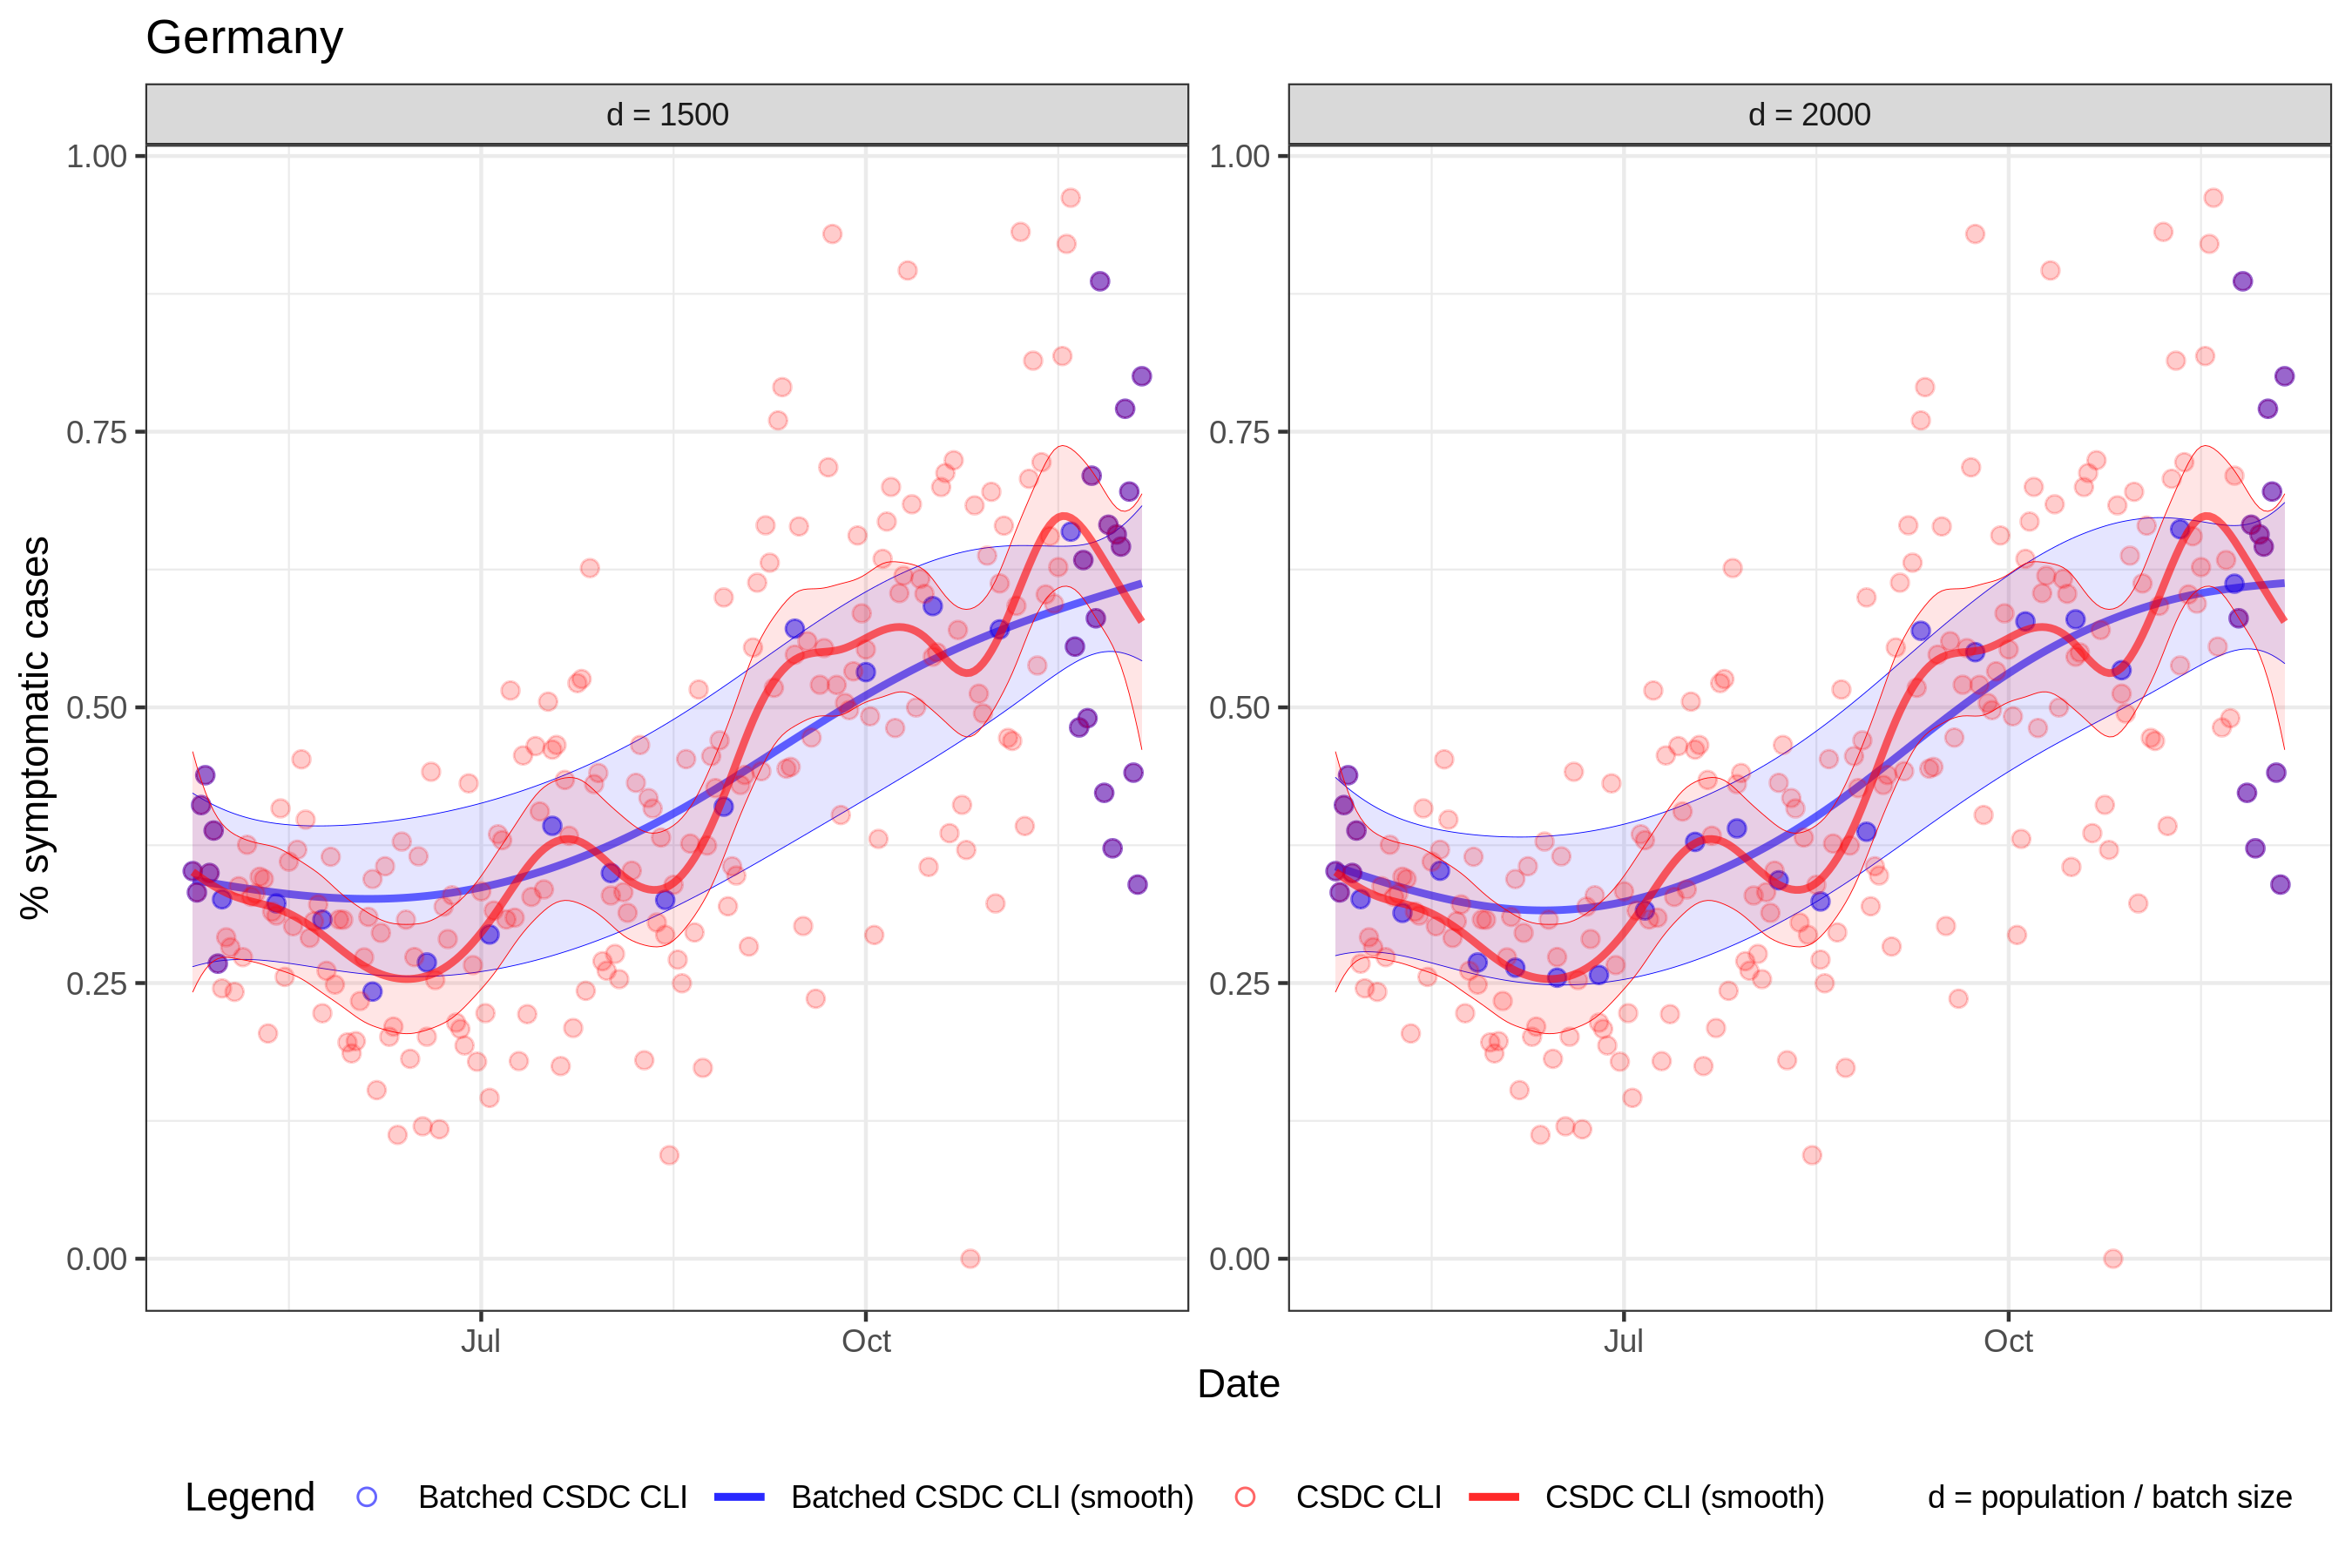 Germany
d = 1500
d = 2000
1.00
0.75
0.50
0.25
0.00
1.00
0.75
0.50
0.25
0.00
% symptomatic cases
Jul
Oct
Jul
Oct
Date
Legend
Batched CSDC CLI
Batched CSDC CLI (smooth)
CSDC CLI
CSDC CLI (smooth)
d = population / batch size